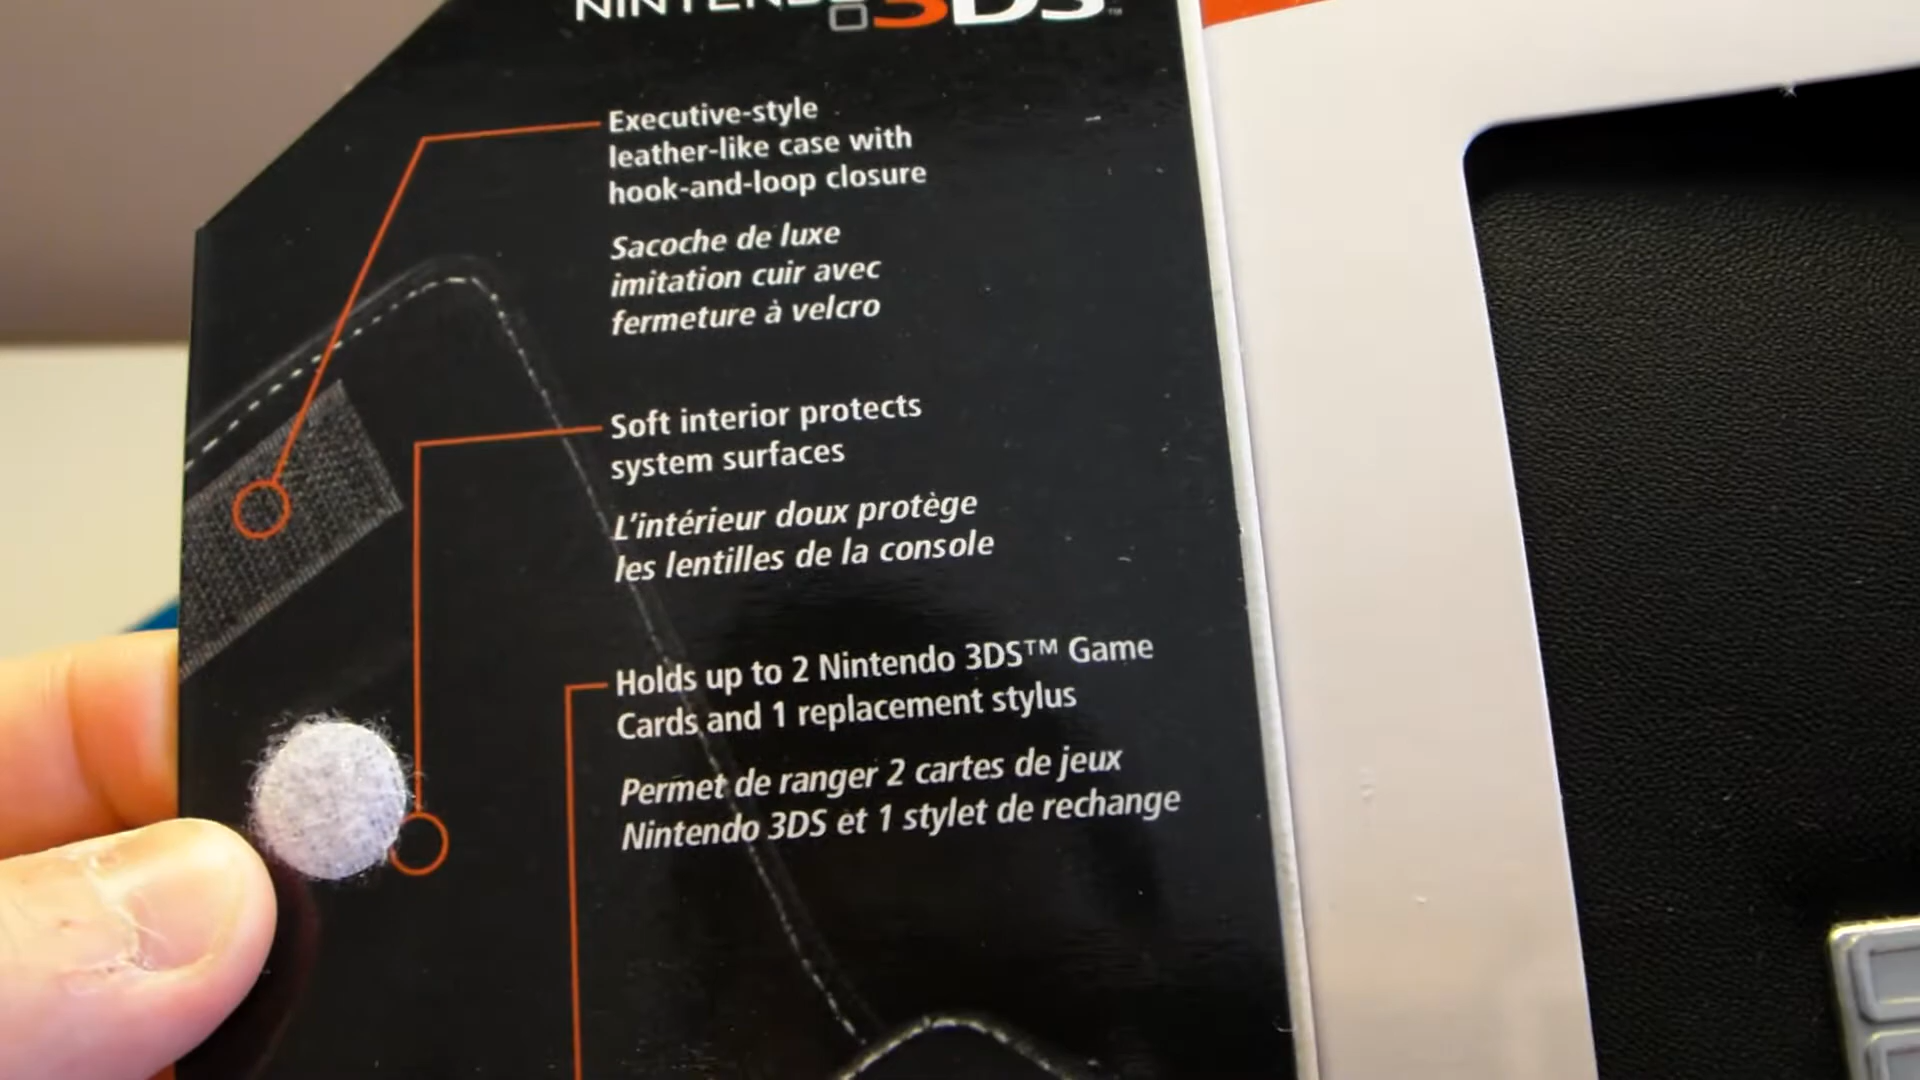 NINTENDO 3DS™
Executive-style
leather-like case with
hook-and-loop closure
Sacoche de luxe
imitation cuir avec
fermeture à velcro
Soft interior protects
system surfaces
L'intérieur doux protège
les lentilles de la console
Holds up to 2 Nintendo 3DS™ Game
Cards and 1 replacement stylus
Permet de ranger 2 cartes de jeux
Nintendo 3DS et 1 stylet de rechange